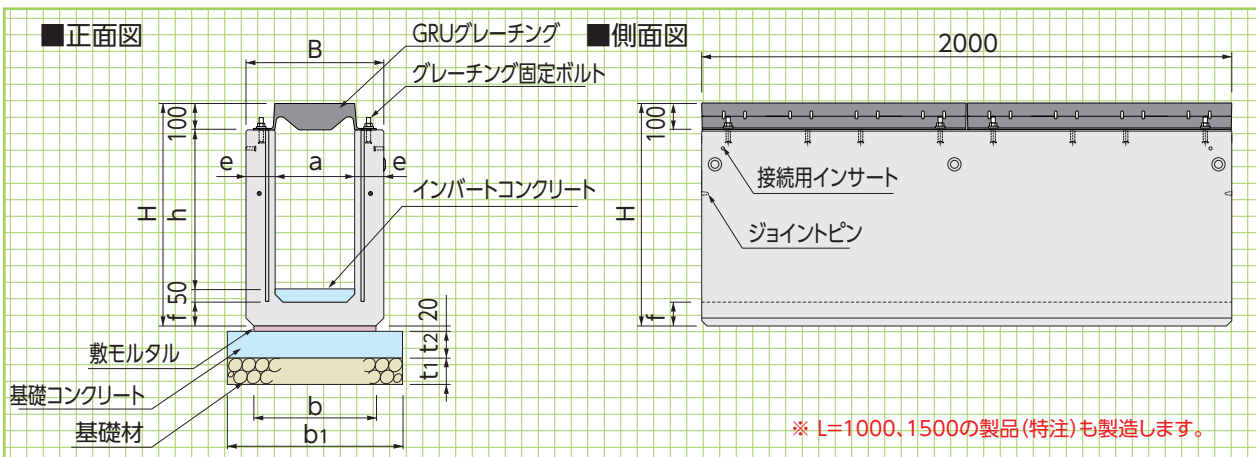 ■正面図
GRUグレーチング
B
グレーチング固定ボルト
100
e
a
e
H
h
インバートコンクリート
50
f
20
t2
t1
敷モルタル
基礎コンクリート
基礎材
b
b1
■側面図
2000
100
H
接続用インサート
ジョイントピン
f
※ L=1000、1500の製品(特注)も製造します。